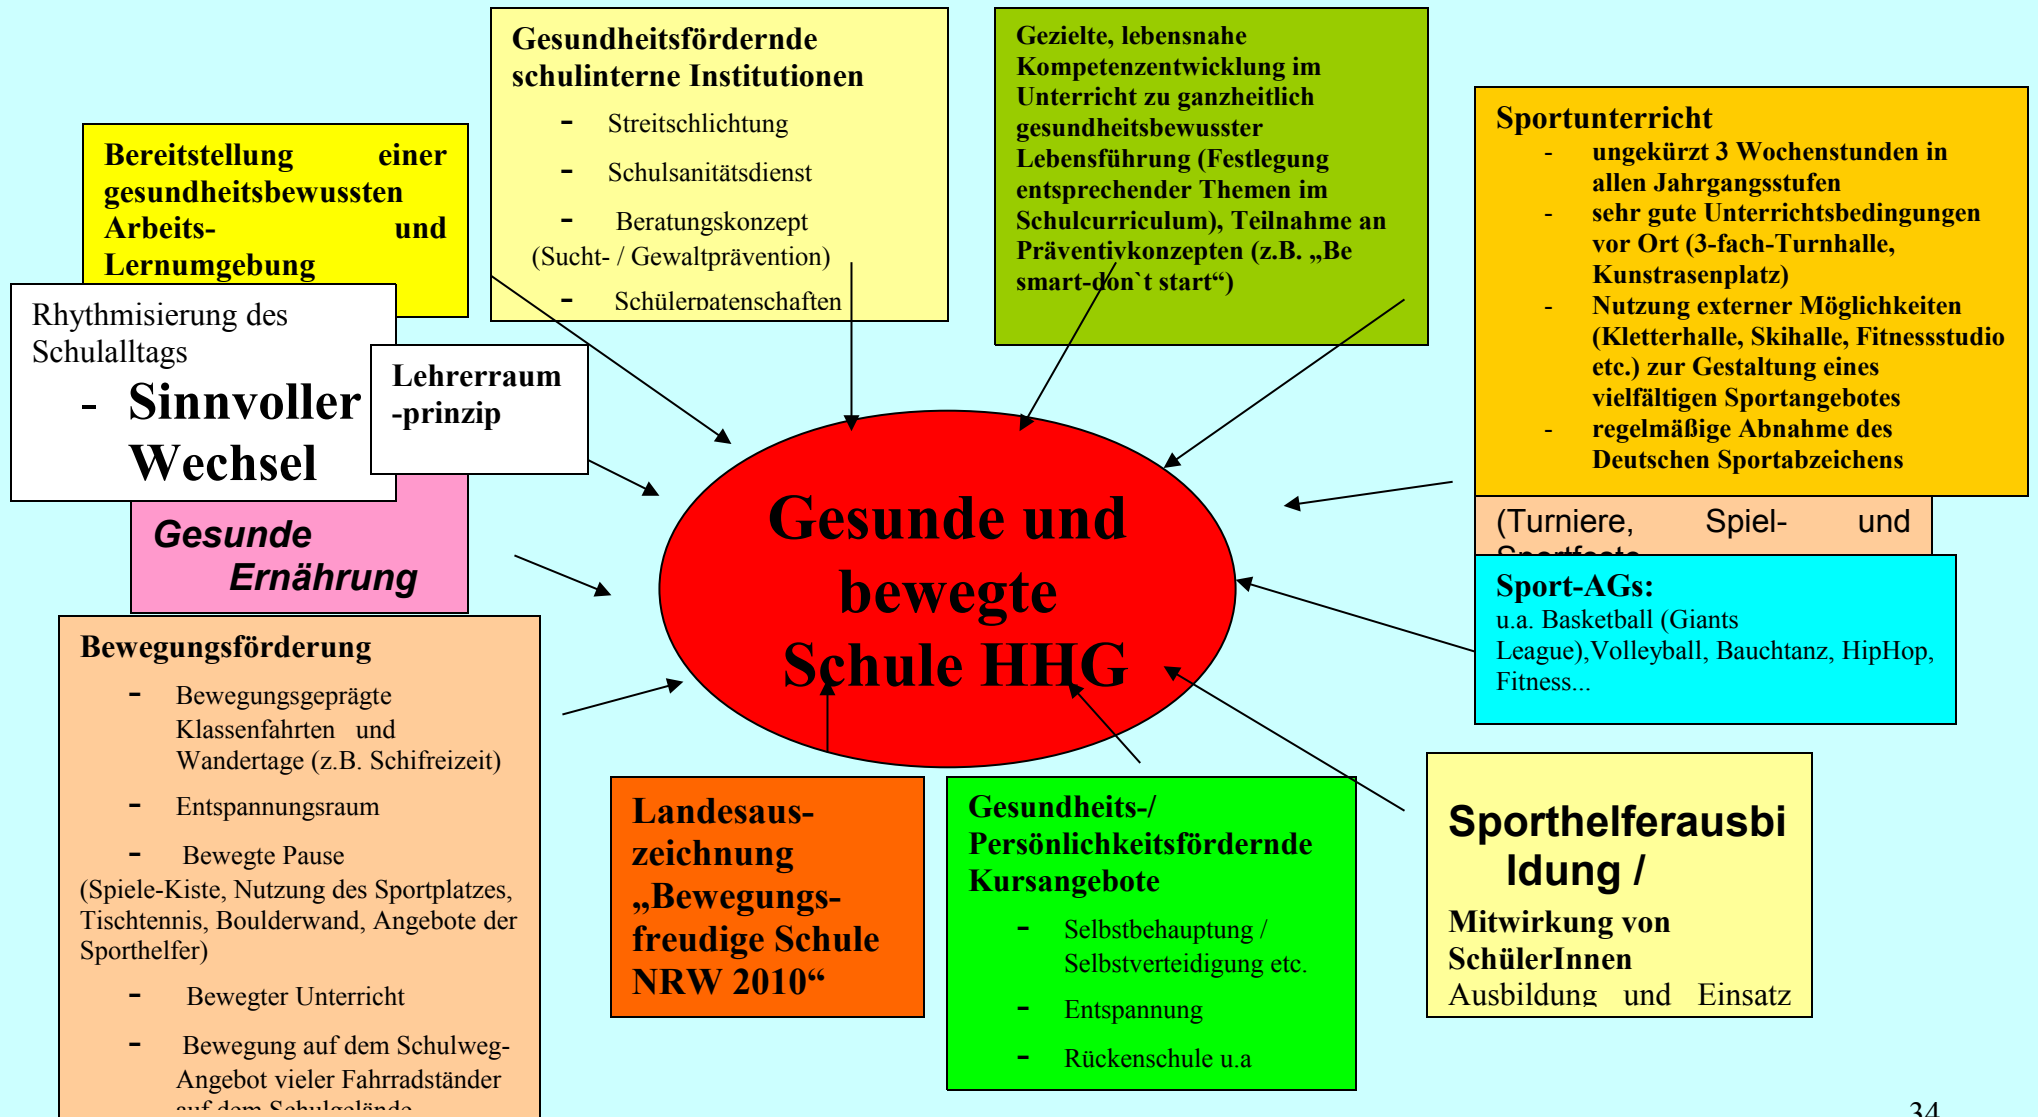 Gesundheitsfördernde
schulinterne Institutionen
- Streitschlichtung
- Schulsanitätsdienst
- Beratungskonzept
(Sucht- / Gewaltprävention)
- Schülerpatenschaften
Gezielte, lebensnahe
Kompetenzentwicklung im
Unterricht zu ganzheitlich
gesundheitsbewusster
Lebensführung (Festlegung
entsprechender Themen im
Schulcurriculum), Teilnahme an
Präventivkonzepten (z.B. „Be
smart-don`t start“)
Sportunterricht
- ungekürzt 3 Wochenstunden in
allen Jahrgangsstufen
- sehr gute Unterrichtsbedingungen
vor Ort (3-fach-Turnhalle,
Kunstrasenplatz)
- Nutzung externer Möglichkeiten
(Kletterhalle, Skihalle, Fitnessstudio
etc.) zur Gestaltung eines
vielfältigen Sportangebotes
- regelmäßige Abnahme des
Deutschen Sportabzeichens
Bereitstellung einer
gesundheitsbewussten
Arbeits- und
Lernumgebung
Rhythmisierung des
Schulalltags
- Sinnvoller
Wechsel
Lehrerraum
-prinzip
Gesunde
Ernährung
Gesunde und
bewegte
Schule HHG
(Turniere, Spiel- und
Sportfeste
Sport-AGs:
u.a. Basketball (Giants
League),Volleyball, Bauchtanz, HipHop,
Fitness...
Bewegungsförderung
- Bewegungsgeprägte
Klassenfahrten und
Wandertage (z.B. Schifreizeit)
- Entspannungsraum
- Bewegte Pause
(Spiele-Kiste, Nutzung des Sportplatzes,
Tischtennis, Boulderwand, Angebote der
Sporthelfer)
- Bewegter Unterricht
- Bewegung auf dem Schulweg-
Angebot vieler Fahrradständer
auf dem Schulgelände
Landesaus-
zeichnung
„Bewegungs-
freudige Schule
NRW 2010“
Gesundheits-/
Persönlichkeitsfördernde
Kursangebote
- Selbstbehauptung /
Selbstverteidigung etc.
- Entspannung
- Rückenschule u.a
Sporthelferausbi
ldung /
Mitwirkung von
SchülerInnen
Ausbildung und Einsatz
34